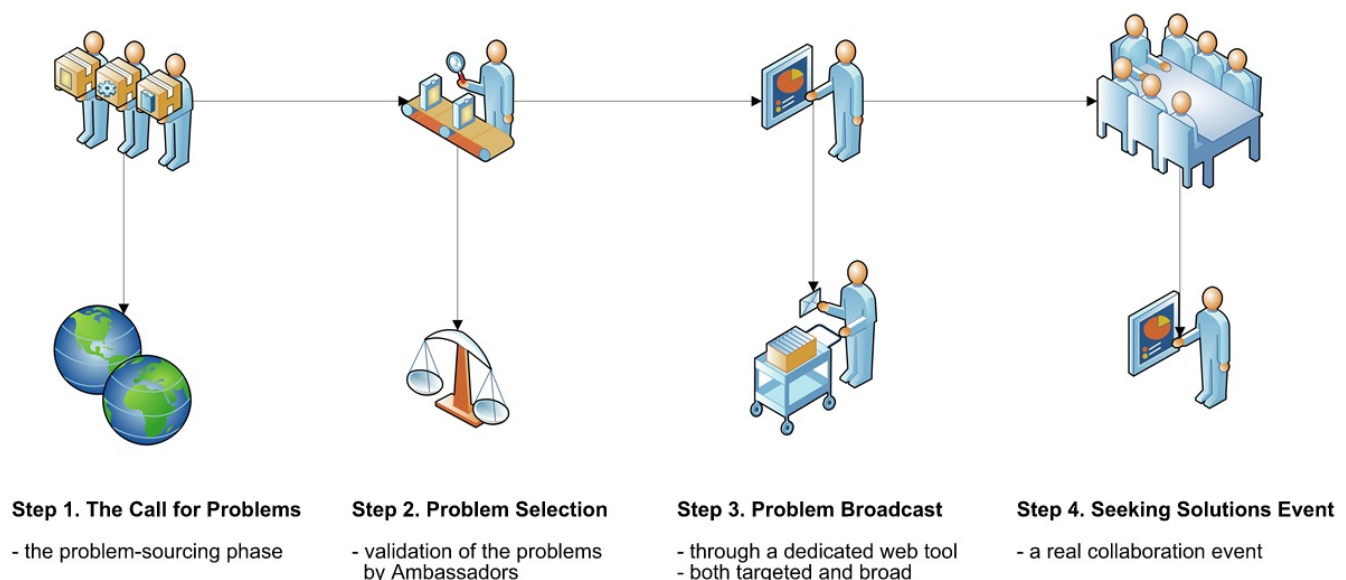 Step 1. The Call for Problems
- the problem-sourcing phase
Step 2. Problem Selection
- validation of the problems
by Ambassadors
Step 3. Problem Broadcast
- through a dedicated web tool
- both targeted and broad
Step 4. Seeking Solutions Event
- a real collaboration event